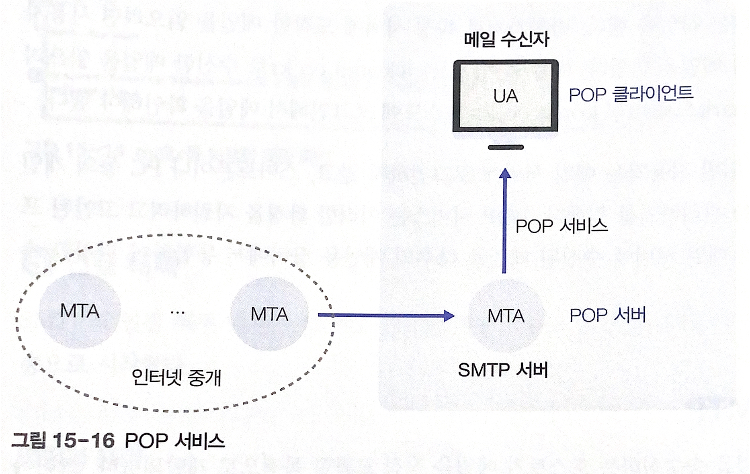 메일 수신자
UA
POP 클라이언트
POP 서비스
MTA
...
MTA
MTA
POP 서버
인터넷 중개
SMTP 서버
그림 15-16 POP 서비스